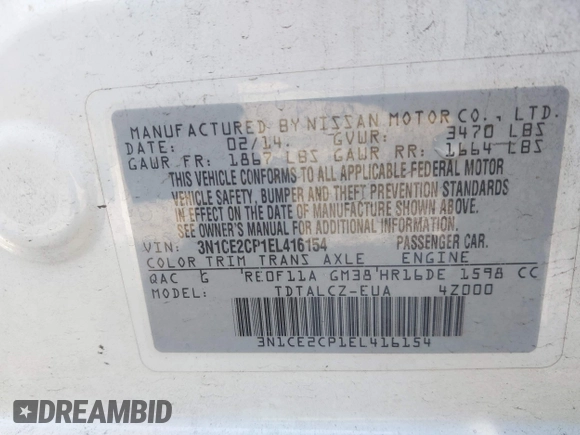 MANUFACTURED BY NISSAN MOTOR CO., LTD.
DATE: 02/14 GVWR: 3470 LBS
GAWR FR: 1867 LBS GAWR RR: 1664 LBS
THIS VEHICLE CONFORMS TO ALL APPLICABLE FEDERAL MOTOR
VEHICLE SAFETY, BUMPER AND THEFT PREVENTION STANDARDS
IN EFFECT ON THE DATE OF MANUFACTURE SHOWN ABOVE.
SEE OWNER'S MANUAL FOR ADDITIONAL INFORMATION.
VIN: 3N1CE2CP1EL416154 PASSENGER CAR.
COLOR TRIM TRANS AXLE ENGINE
QAC G RE0F11A GM38 HR16DE 1598 CC
MODEL: TDTALCZ-EUA 4Z000
3N1CE2CP1EL416154
DREAMBID